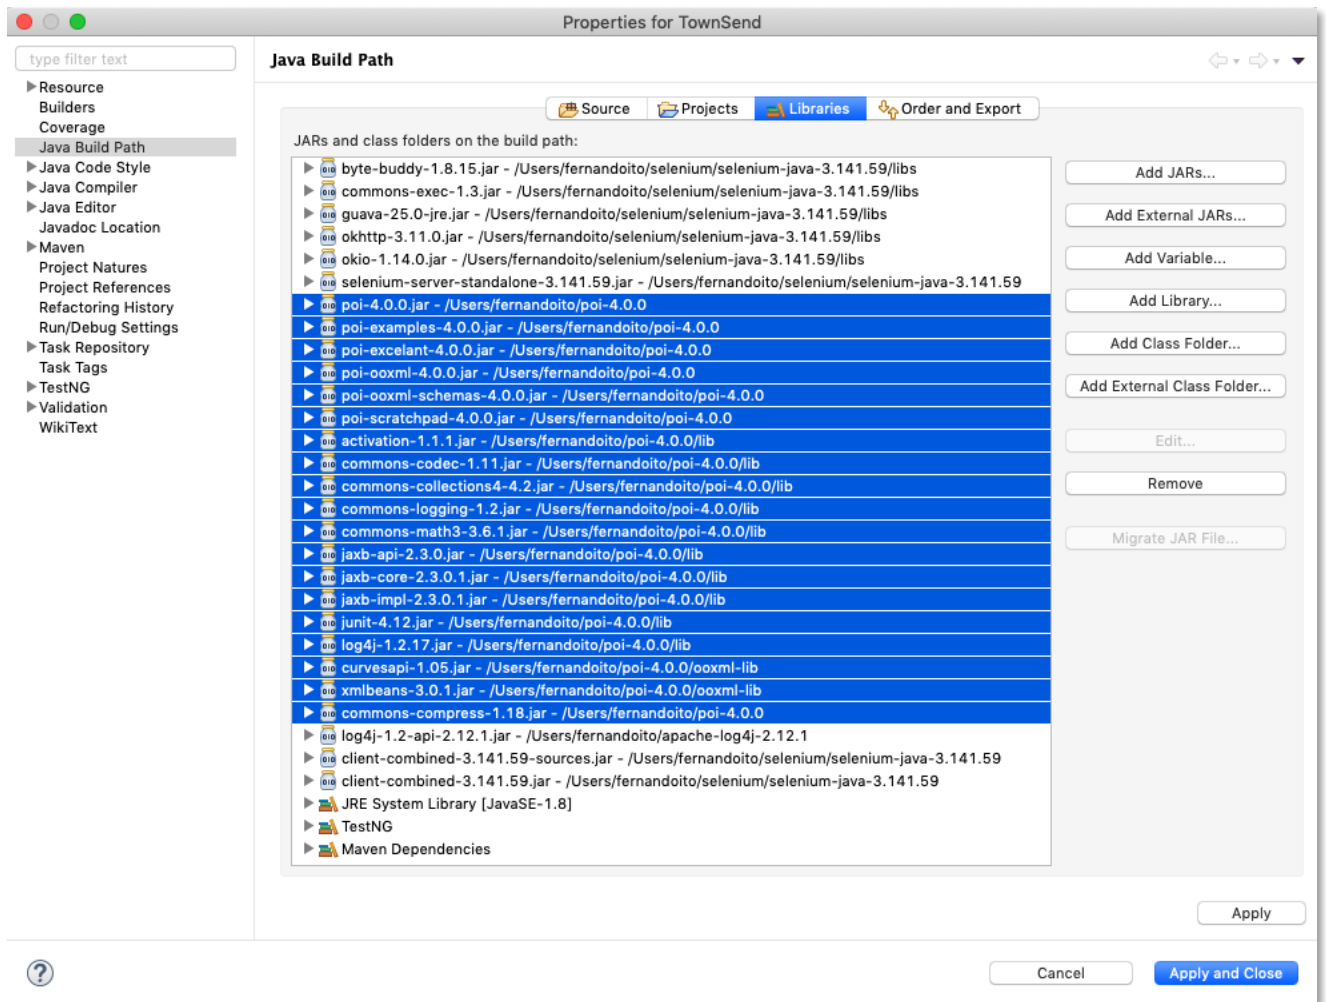 Properties for TownSend
type filter text
Resource
Builders
Coverage
Java Build Path
Java Code Style
Java Compiler
Java Editor
Javadoc Location
Maven
Project Natures
Project References
Refactoring History
Run/Debug Settings
Task Repository
Task Tags
TestNG
Validation
WikiText
Java Build Path
Source Projects Libraries Order and Export
JARs and class folders on the build path:
byte-buddy-1.8.15.jar - /Users/fernandoito/selenium/selenium-java-3.141.59/libs
commons-exec-1.3.jar - /Users/fernandoito/selenium/selenium-java-3.141.59/libs
guava-25.0-jre.jar - /Users/fernandoito/selenium/selenium-java-3.141.59/libs
okhttp-3.11.0.jar - /Users/fernandoito/selenium/selenium-java-3.141.59/libs
okio-1.14.0.jar - /Users/fernandoito/selenium/selenium-java-3.141.59/libs
selenium-server-standalone-3.141.59.jar - /Users/fernandoito/selenium/selenium-java-3.141.59
poi-4.0.0.jar - /Users/fernandoito/poi-4.0.0
poi-examples-4.0.0.jar - /Users/fernandoito/poi-4.0.0
poi-excelant-4.0.0.jar - /Users/fernandoito/poi-4.0.0
poi-ooxml-4.0.0.jar - /Users/fernandoito/poi-4.0.0
poi-ooxml-schemas-4.0.0.jar - /Users/fernandoito/poi-4.0.0
poi-scratchpad-4.0.0.jar - /Users/fernandoito/poi-4.0.0
activation-1.1.1.jar - /Users/fernandoito/poi-4.0.0/lib
commons-codec-1.11.jar - /Users/fernandoito/poi-4.0.0/lib
commons-collections4-4.2.jar - /Users/fernandoito/poi-4.0.0/lib
commons-logging-1.2.jar - /Users/fernandoito/poi-4.0.0/lib
commons-math3-3.6.1.jar - /Users/fernandoito/poi-4.0.0/lib
jaxb-api-2.3.0.jar - /Users/fernandoito/poi-4.0.0/lib
jaxb-core-2.3.0.1.jar - /Users/fernandoito/poi-4.0.0/lib
jaxb-impl-2.3.0.1.jar - /Users/fernandoito/poi-4.0.0/lib
junit-4.12.jar - /Users/fernandoito/poi-4.0.0/lib
log4j-1.2.17.jar - /Users/fernandoito/poi-4.0.0/lib
curvesapi-1.05.jar - /Users/fernandoito/poi-4.0.0/ooxml-lib
xmlbeans-3.0.1.jar - /Users/fernandoito/poi-4.0.0/ooxml-lib
commons-compress-1.18.jar - /Users/fernandoito/poi-4.0.0
log4j-1.2-api-2.12.1.jar - /Users/fernandoito/apache-log4j-2.12.1
client-combined-3.141.59-sources.jar - /Users/fernandoito/selenium/selenium-java-3.141.59
client-combined-3.141.59.jar - /Users/fernandoito/selenium/selenium-java-3.141.59
JRE System Library [JavaSE-1.8]
TestNG
Maven Dependencies
Add JARs...
Add External JARs...
Add Variable...
Add Library...
Add Class Folder...
Add External Class Folder...
Edit...
Remove
Migrate JAR File...
Apply
Cancel
Apply and Close